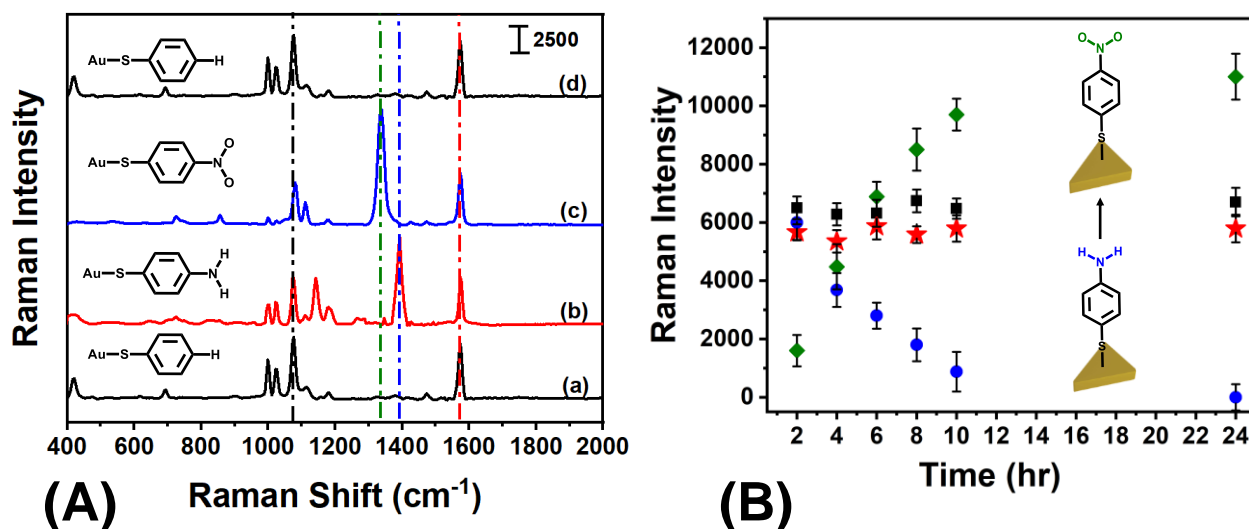 2500
Au S H
(d)
Au S N O O
(c)
Au S N H H
(b)
Au S H
(a)
Raman Intensity
400 600 800 1000 1200 1400 1600 1800 2000
Raman Shift (cm⁻¹)
(A)
12000
10000
8000
6000
4000
2000
0
Raman Intensity
O O
N
S
H N H
S
2 4 6 8 10 12 14 16 18 20 22 24
Time (hr)
(B)